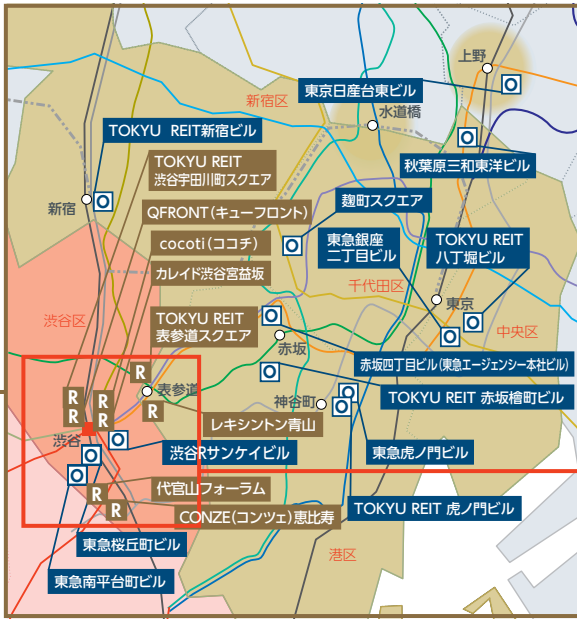 上野
東京日産台東ビル
新宿区
水道橋
TOKYU REIT新宿ビル
秋葉原三和東洋ビル
TOKYU REIT
渋谷宇田川町スクエア
新宿
麹町スクエア
QFRONT(キューフロント)
東急銀座
二丁目ビル
TOKYU REIT
八丁堀ビル
cocoti(ココチ)
カレイド渋谷宮益坂
千代田区
東京
渋谷区
TOKYU REIT
表参道スクエア
中央区
赤坂
赤坂四丁目ビル(東急エージェンシー本社ビル)
R
表参道
R
R
R
R
R
神谷町
TOKYU REIT 赤坂檜町ビル
レキシントン青山
渋谷
渋谷Rサンケイビル
東急虎ノ門ビル
代官山フォーラム
R
R
CONZE(コンツェ)恵比寿
TOKYU REIT 虎ノ門ビル
東急桜丘町ビル
港区
東急南平台町ビル
O
O
O
O
O
O
O
O
O
O
O
O
O